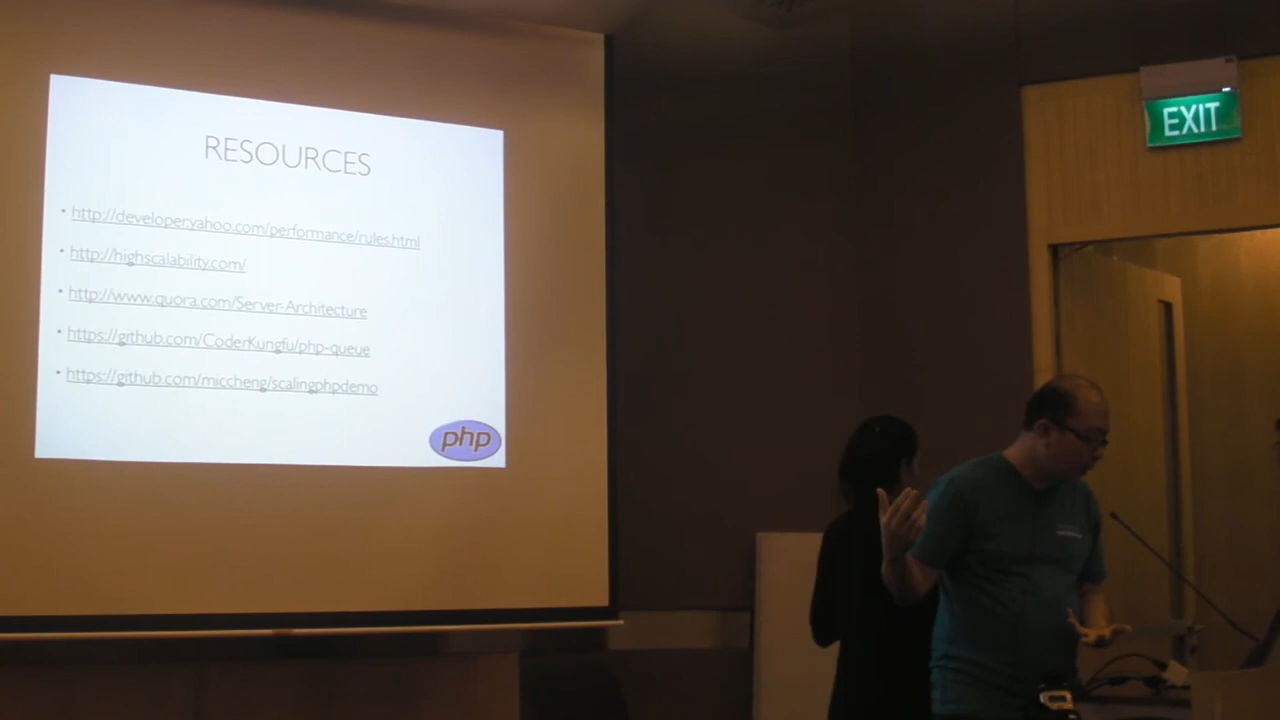 RESOURCES
• http://developer.yahoo.com/performance/rules.html
• http://highscalability.com/
• http://www.quora.com/Server-Architecture
• https://github.com/CoderKungfu/php-queue
• https://github.com/miccheng/scalingphpdemo
php
EXIT